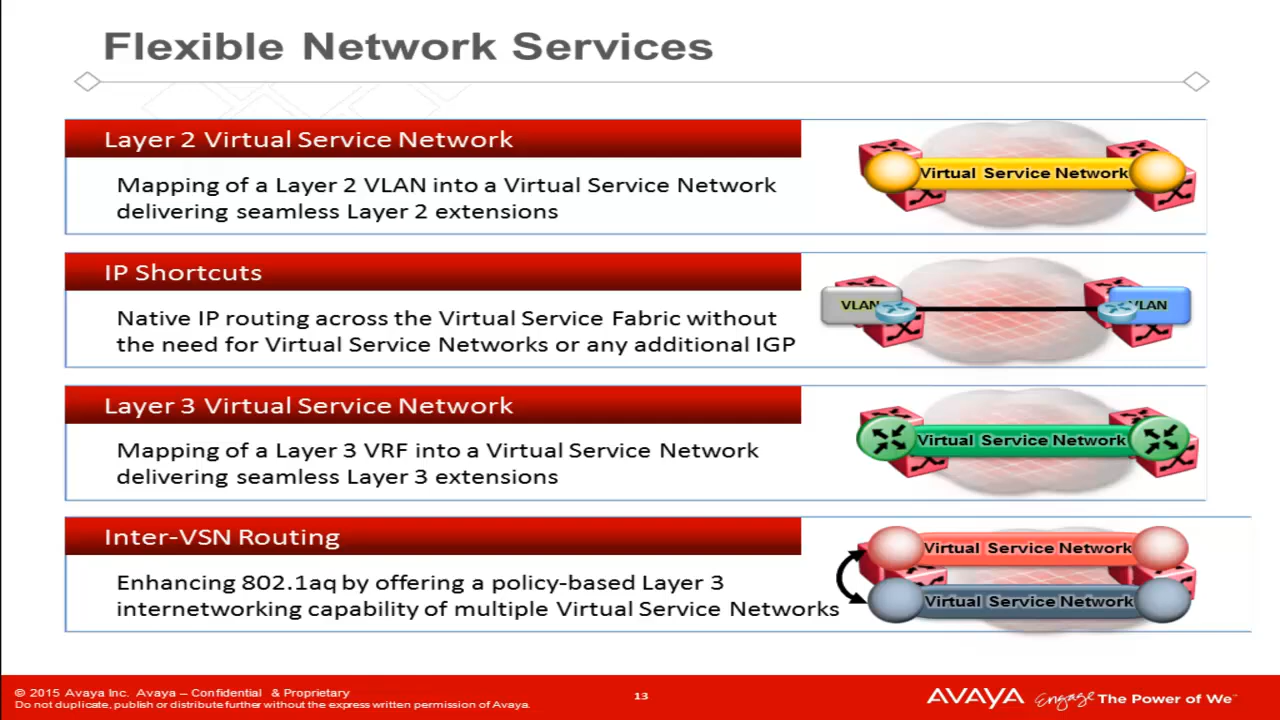 Flexible Network Services
Layer 2 Virtual Service Network
Mapping of a Layer 2 VLAN into a Virtual Service Network
delivering seamless Layer 2 extensions
Virtual Service Network
IP Shortcuts
Native IP routing across the Virtual Service Fabric without
the need for Virtual Service Networks or any additional IGP
VLAN
VLAN
Layer 3 Virtual Service Network
Mapping of a Layer 3 VRF into a Virtual Service Network
delivering seamless Layer 3 extensions
Virtual Service Network
Inter-VSN Routing
Enhancing 802.1aq by offering a policy-based Layer 3
internetworking capability of multiple Virtual Service Networks
Virtual Service Network
Virtual Service Network
© 2015 Avaya Inc. Avaya – Confidential & Proprietary
Do not duplicate, publish or distribute further without the express written permission of Avaya.
13
AVAYA Engage The Power of We™